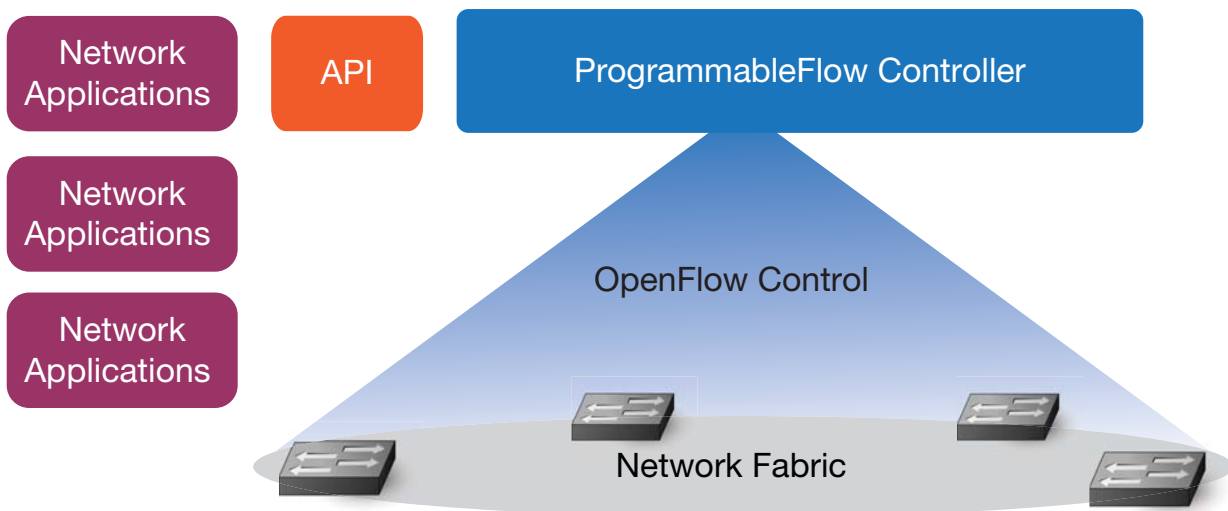 Network
Applications
API
ProgrammableFlow Controller
Network
Applications
OpenFlow Control
Network
Applications
Network Fabric